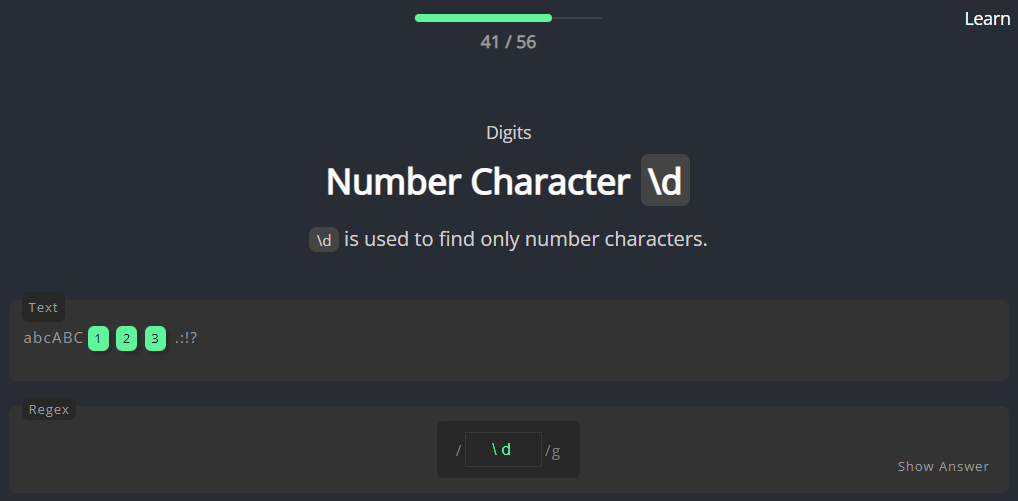 Learn
41 / 56
Digits
Number Character \d
\d is used to find only number characters.
Text
abcABC 1 2 3 .:!?
Regex
/ \d /g
Show Answer